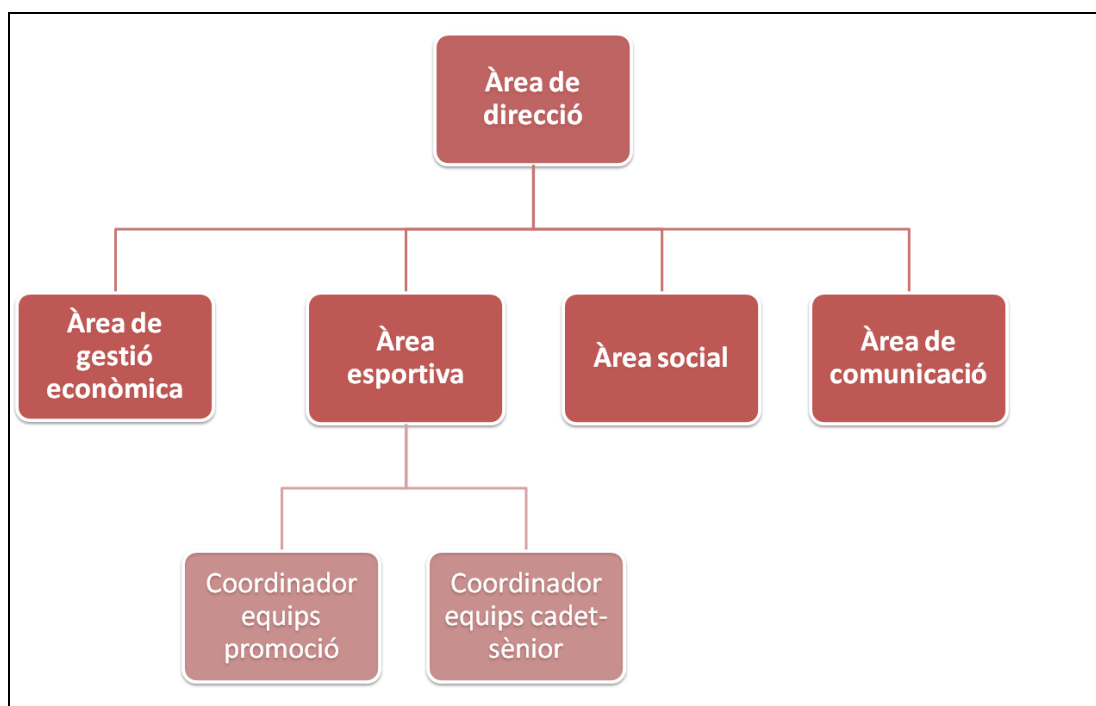 Àrea de
direcció
Àrea de
gestió
econòmica
Àrea
esportiva
Àrea social
Àrea de
comunicació
Coordinador
equips
promoció
Coordinador
equips cadet-
sènior